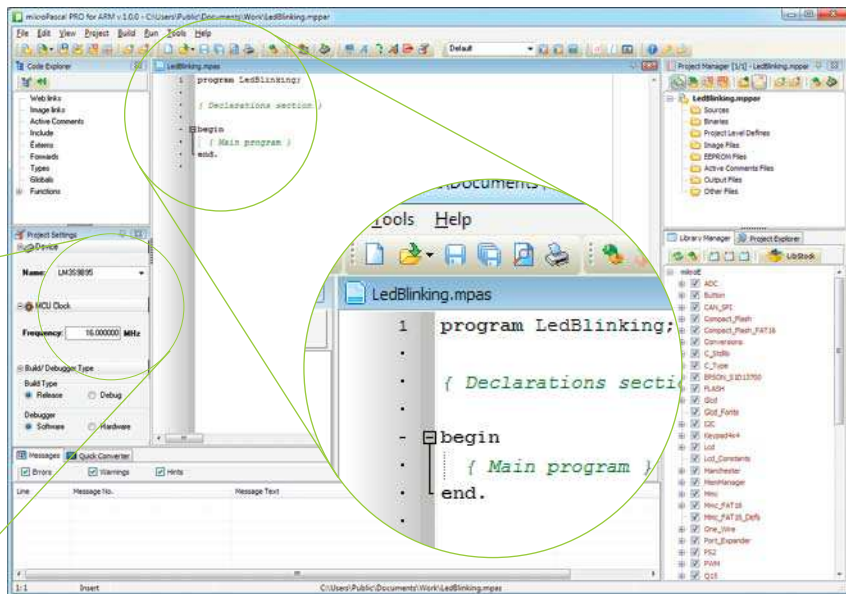 mikroPascal PRO for ARM v.1.0.0 - C:\Users\Public\Documents\Work\LedBlinking.mppar
File Edit View Project Build Run Tools Help
Default
Code Explorer
Web links
Image links
Active Comments
Include
Externs
Forwards
Types
Globals
Functions
Project Settings
Device
Name: LM3S9B95
MCU Clock
Frequency: 16.000000 MHz
Build/ Debugger Type
Build Type
Release Debug
Debugger
Software Hardware
LedBlinking.mpas
1 program LedBlinking;
{ Declarations section }
begin
{ Main program }
end.
:\Documents\
Tools Help
LedBlinking.mpas
1 program LedBlinking;
{ Declarations secti
begin
{ Main program }
end.
Project Manager [1/1] - LedBlinking.mppar
LedBlinking.mppar
Sources
Binaries
Project Level Defines
Image Files
EEPROM Files
Active Comments Files
Output Files
Other Files
Library Manager Project Explorer
LibStock
mikroE
ADC
Button
CAN_SPI
Compact_Flash
Compact_Flash_FAT16
Conversions
C_Stdlib
C_Type
EPSON_S1D13700
FLASH
Glcd
Glcd_Fonts
I2C
Keypad4x4
Lcd
Lcd_Constants
Manchester
MemManager
Mmc
Mmc_FAT16
Mmc_FAT16_Defs
One_Wire
Port_Expander
PS2
PWM
Q15
Messages Quick Converter
Errors Warnings Hints
Line Message No. Message Text
1:1 Insert C:\Users\Public\Documents\Work\LedBlinking.mpas